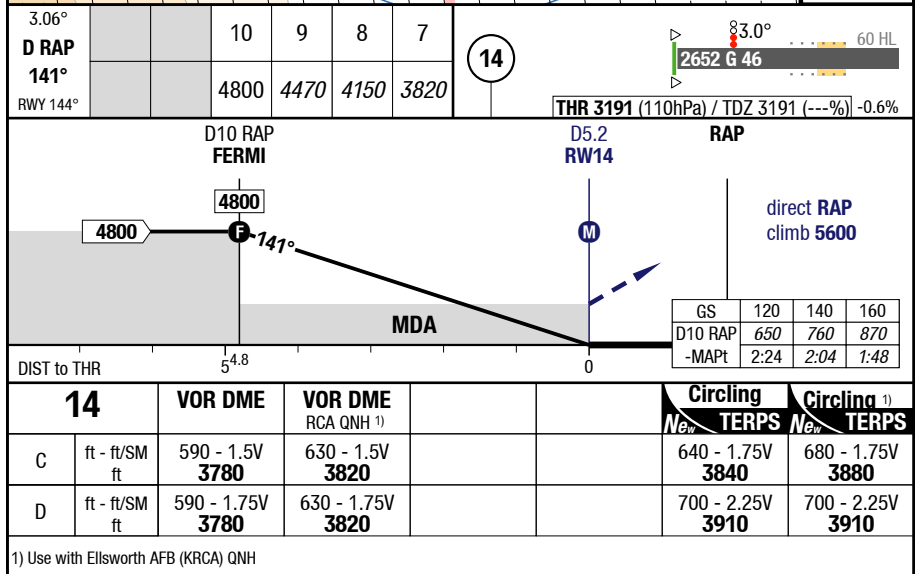 3.06°
D RAP
141°
RWY 144°
10 9 8 7
4800 4470 4150 3820
14
3.0°
60 HL
2652 G 46
THR 3191 (110hPa) / TDZ 3191 (---%) -0.6%
D10 RAP
FERMI
D5.2
RW14
RAP
4800
4800
F
141°
M
direct RAP
climb 5600
MDA
GS 120 140 160
D10 RAP 650 760 870
-MAPt 2:24 2:04 1:48
DIST to THR
5 4.8 0
14 VOR DME VOR DME Circling Circling 1)
RCA QNH 1) New TERPS New TERPS
C ft - ft/SM 590 - 1.5V 630 - 1.5V 640 - 1.75V 680 - 1.75V
ft 3780 3820 3840 3880
D ft - ft/SM 590 - 1.75V 630 - 1.75V 700 - 2.25V 700 - 2.25V
ft 3780 3820 3910 3910
1) Use with Ellsworth AFB (KRCA) QNH